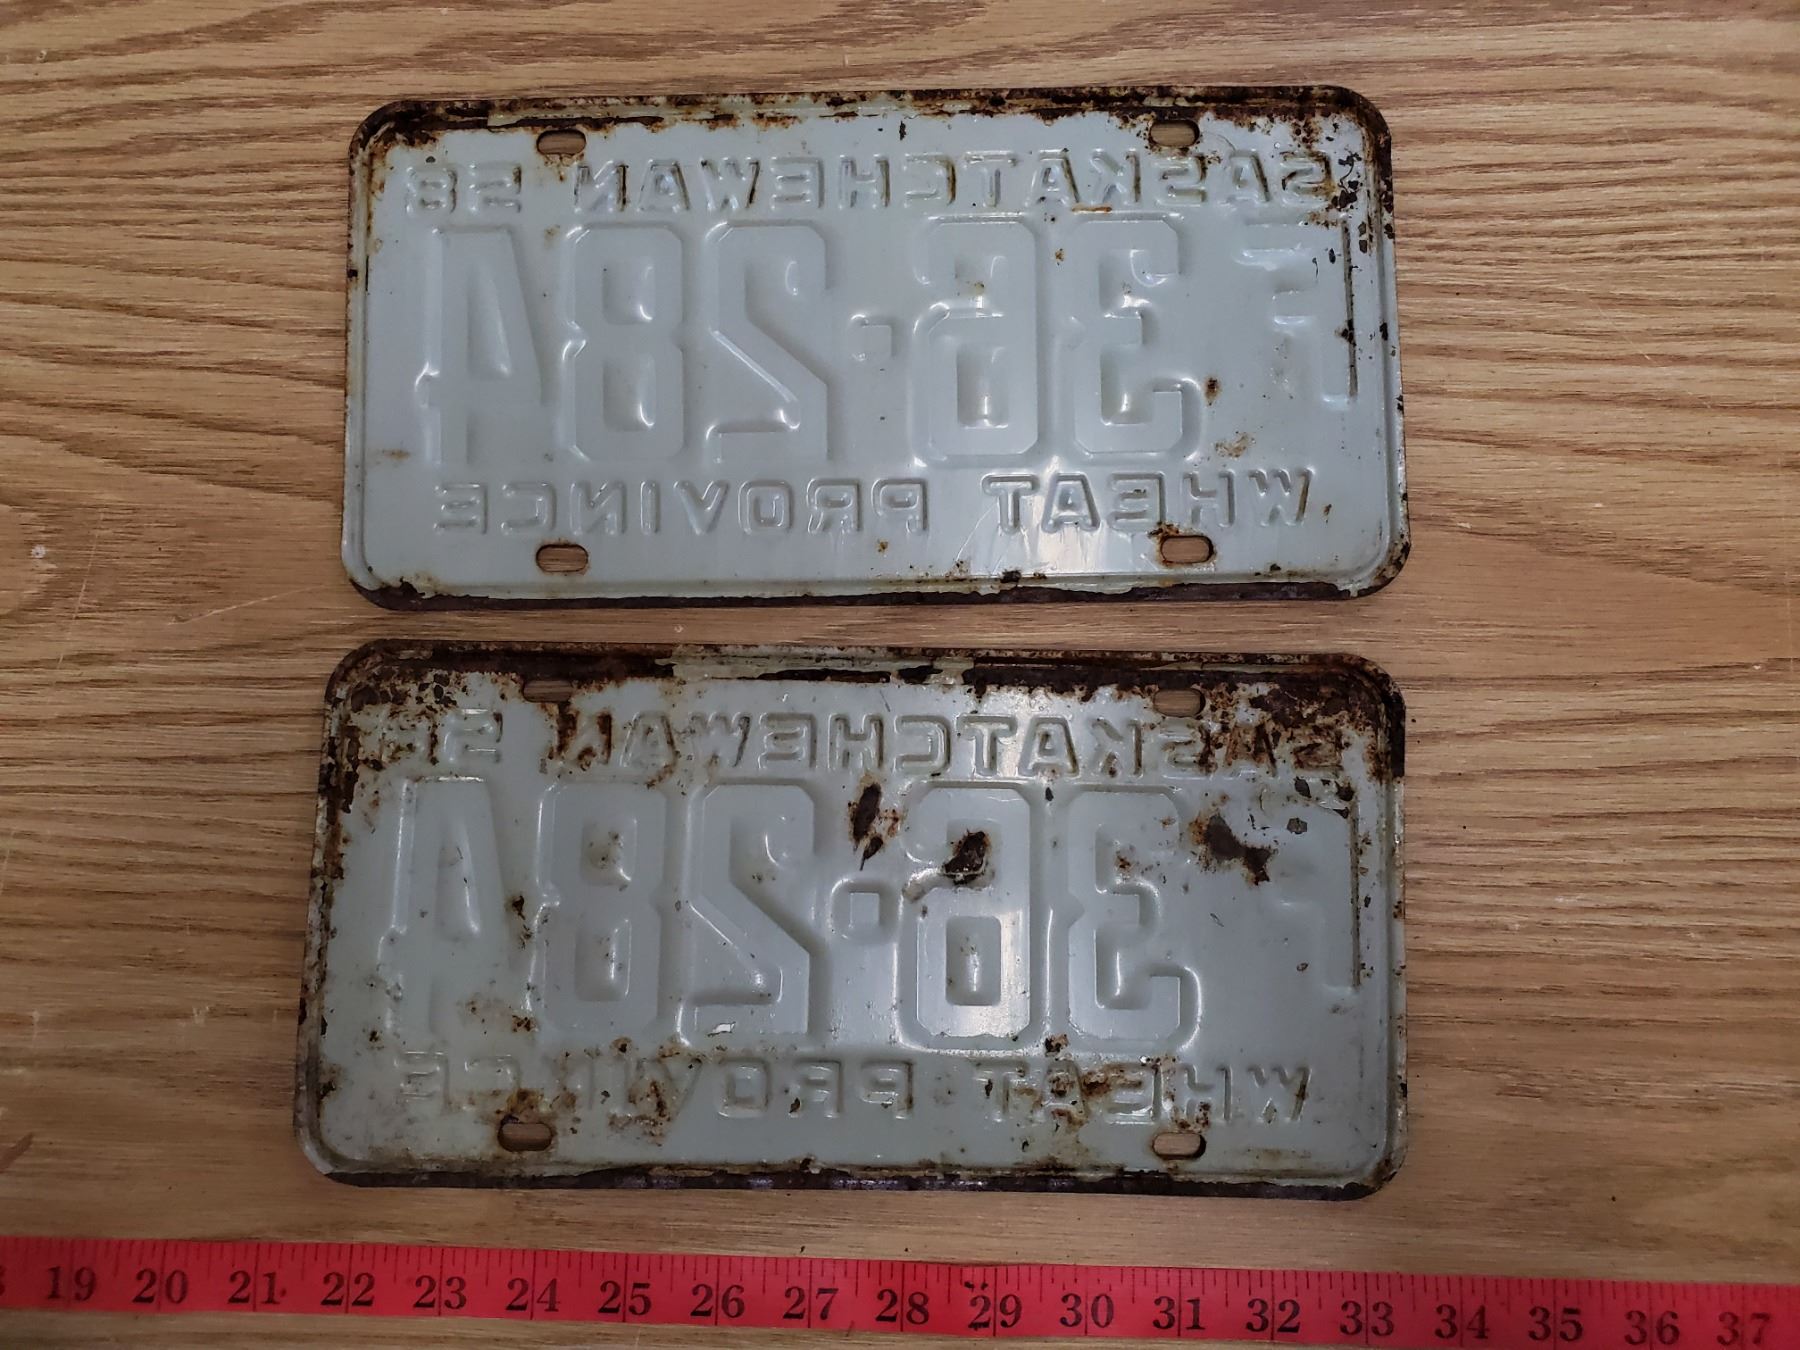 SASKATCHEWAN 58
F 36·284
WHEAT PROVINCE
SASKATCHEWAN 58
F 36·284
WHEAT PROVINCE
19 20 21 22 23 24 25 26 27 28 29 30 31 32 33 34 35 36 37